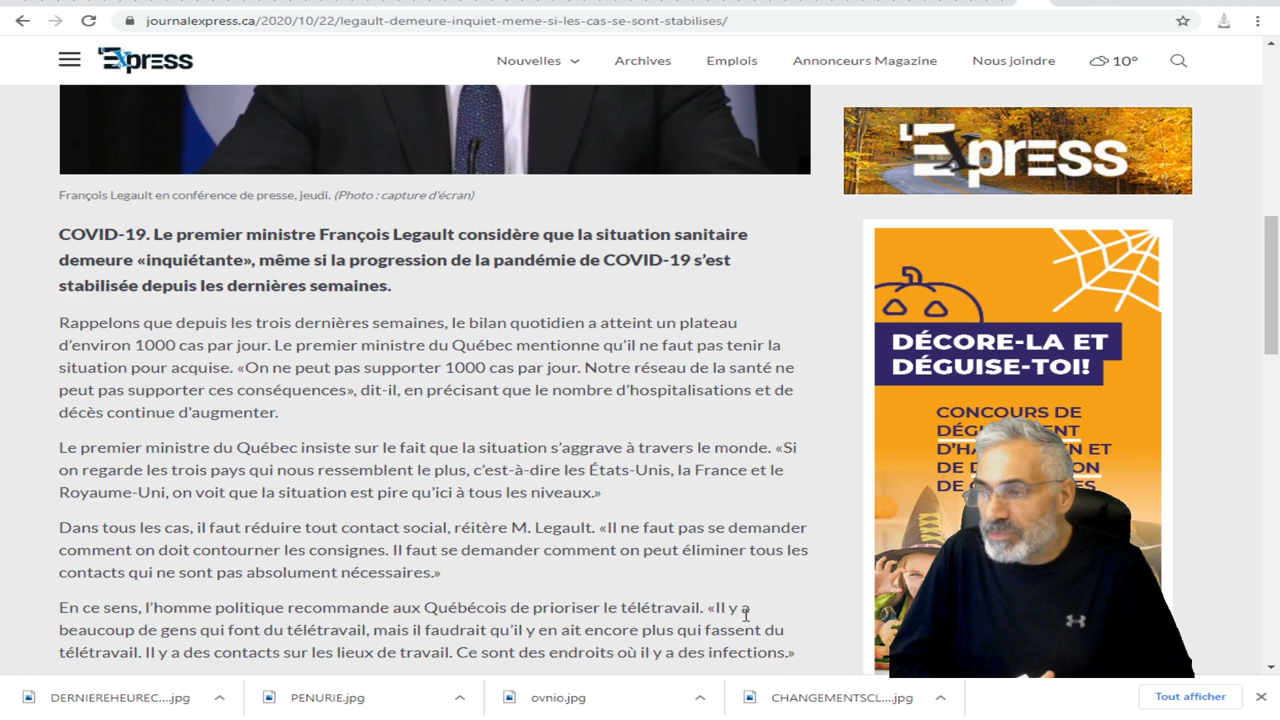 journalexpress.ca/2020/10/22/legault-demeure-inquiet-meme-si-les-cas-se-sont-stabilises/
L'Express
Nouvelles
Archives
Emplois
Annonceurs Magazine
Nous joindre
10°
L'Express
François Legault en conférence de presse, jeudi. (Photo : capture d'écran)
COVID-19. Le premier ministre François Legault considère que la situation sanitaire
demeure «inquiétante», même si la progression de la pandémie de COVID-19 s'est
stabilisée depuis les dernières semaines.
Rappelons que depuis les trois dernières semaines, le bilan quotidien a atteint un plateau
d'environ 1000 cas par jour. Le premier ministre du Québec mentionne qu'il ne faut pas tenir la
situation pour acquise. «On ne peut pas supporter 1000 cas par jour. Notre réseau de la santé ne
peut pas supporter ces conséquences», dit-il, en précisant que le nombre d'hospitalisations et de
décès continue d'augmenter.
Le premier ministre du Québec insiste sur le fait que la situation s'aggrave à travers le monde. «Si
on regarde les trois pays qui nous ressemblent le plus, c'est-à-dire les États-Unis, la France et le
Royaume-Uni, on voit que la situation est pire qu'ici à tous les niveaux.»
Dans tous les cas, il faut réduire tout contact social, réitère M. Legault. «Il ne faut pas se demander
comment on doit contourner les consignes. Il faut se demander comment on peut éliminer tous les
contacts qui ne sont pas absolument nécessaires.»
En ce sens, l'homme politique recommande aux Québécois de prioriser le télétravail. «Il y a
beaucoup de gens qui font du télétravail, mais il faudrait qu'il y en ait encore plus qui fassent du
télétravail. Il y a des contacts sur les lieux de travail. Ce sont des endroits où il y a des infections.»
DÉCORE-LA ET
DÉGUISE-TOI!
CONCOURS DE
ET
DE
DE
DERNIEREHEUREC....jpg
PENURIE.jpg
ovnio.jpg
CHANGEMENTSCL....jpg
Tout afficher